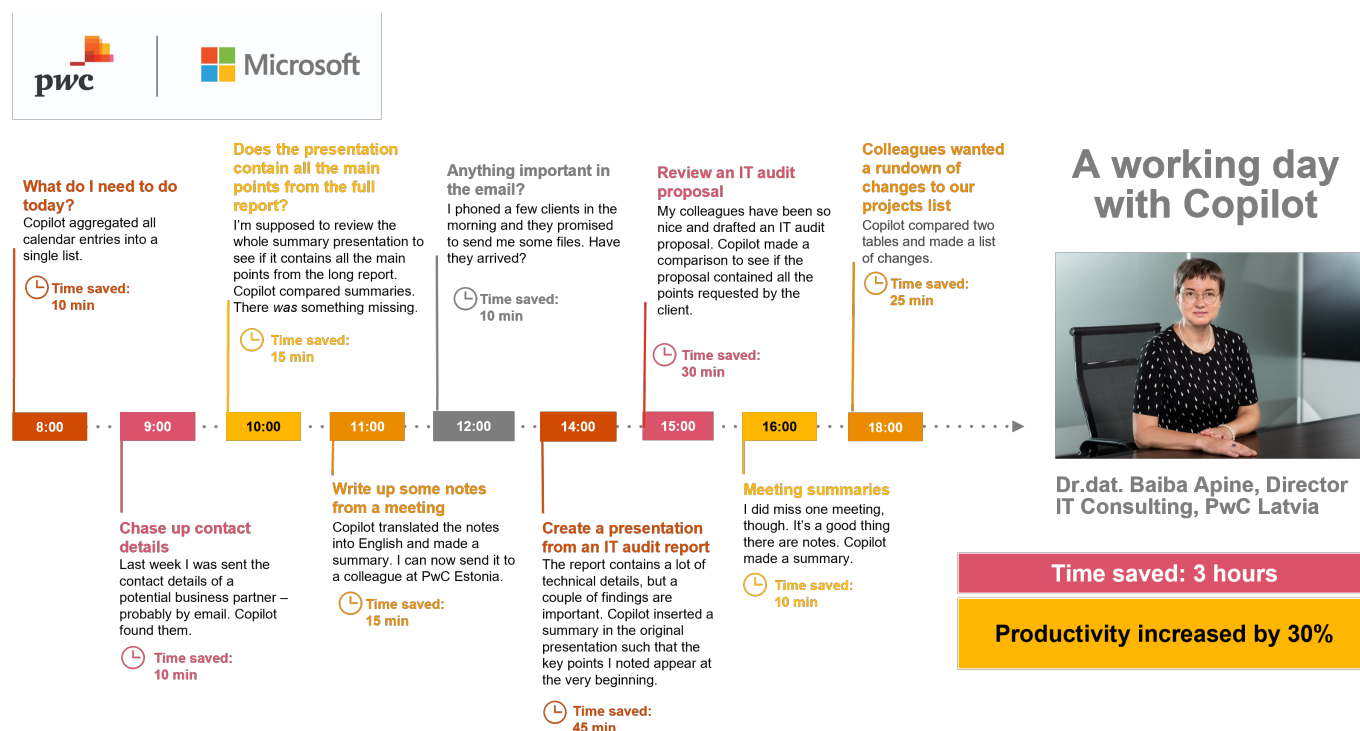 pwc
Microsoft
A working day
with Copilot
What do I need to do
today?
Copilot aggregated all
calendar entries into a
single list.
Time saved:
10 min
Does the presentation
contain all the main
points from the full
report?
I'm supposed to review the
whole summary presentation to
see if it contains all the main
points from the long report.
Copilot compared summaries.
There was something missing.
Time saved:
15 min
Anything important in
the email?
I phoned a few clients in the
morning and they promised
to send me some files. Have
they arrived?
Time saved:
10 min
Review an IT audit
proposal
My colleagues have been so
nice and drafted an IT audit
proposal. Copilot made a
comparison to see if the
proposal contained all the
points requested by the
client.
Time saved:
30 min
Colleagues wanted
a rundown of
changes to our
projects list
Copilot compared two
tables and made a list
of changes.
Time saved:
25 min
8:00
9:00
10:00
11:00
12:00
14:00
15:00
16:00
18:00
Chase up contact
details
Last week I was sent the
contact details of a
potential business partner –
probably by email. Copilot
found them.
Time saved:
10 min
Write up some notes
from a meeting
Copilot translated the notes
into English and made a
summary. I can now send it to
a colleague at PwC Estonia.
Time saved:
15 min
Create a presentation
from an IT audit report
The report contains a lot of
technical details, but a
couple of findings are
important. Copilot inserted a
summary in the original
presentation such that the
key points I noted appear at
the very beginning.
Time saved:
45 min
Meeting summaries
I did miss one meeting,
though. It's a good thing
there are notes. Copilot
made a summary.
Time saved:
10 min
Dr.dat. Baiba Apine, Director
IT Consulting, PwC Latvia
Time saved: 3 hours
Productivity increased by 30%